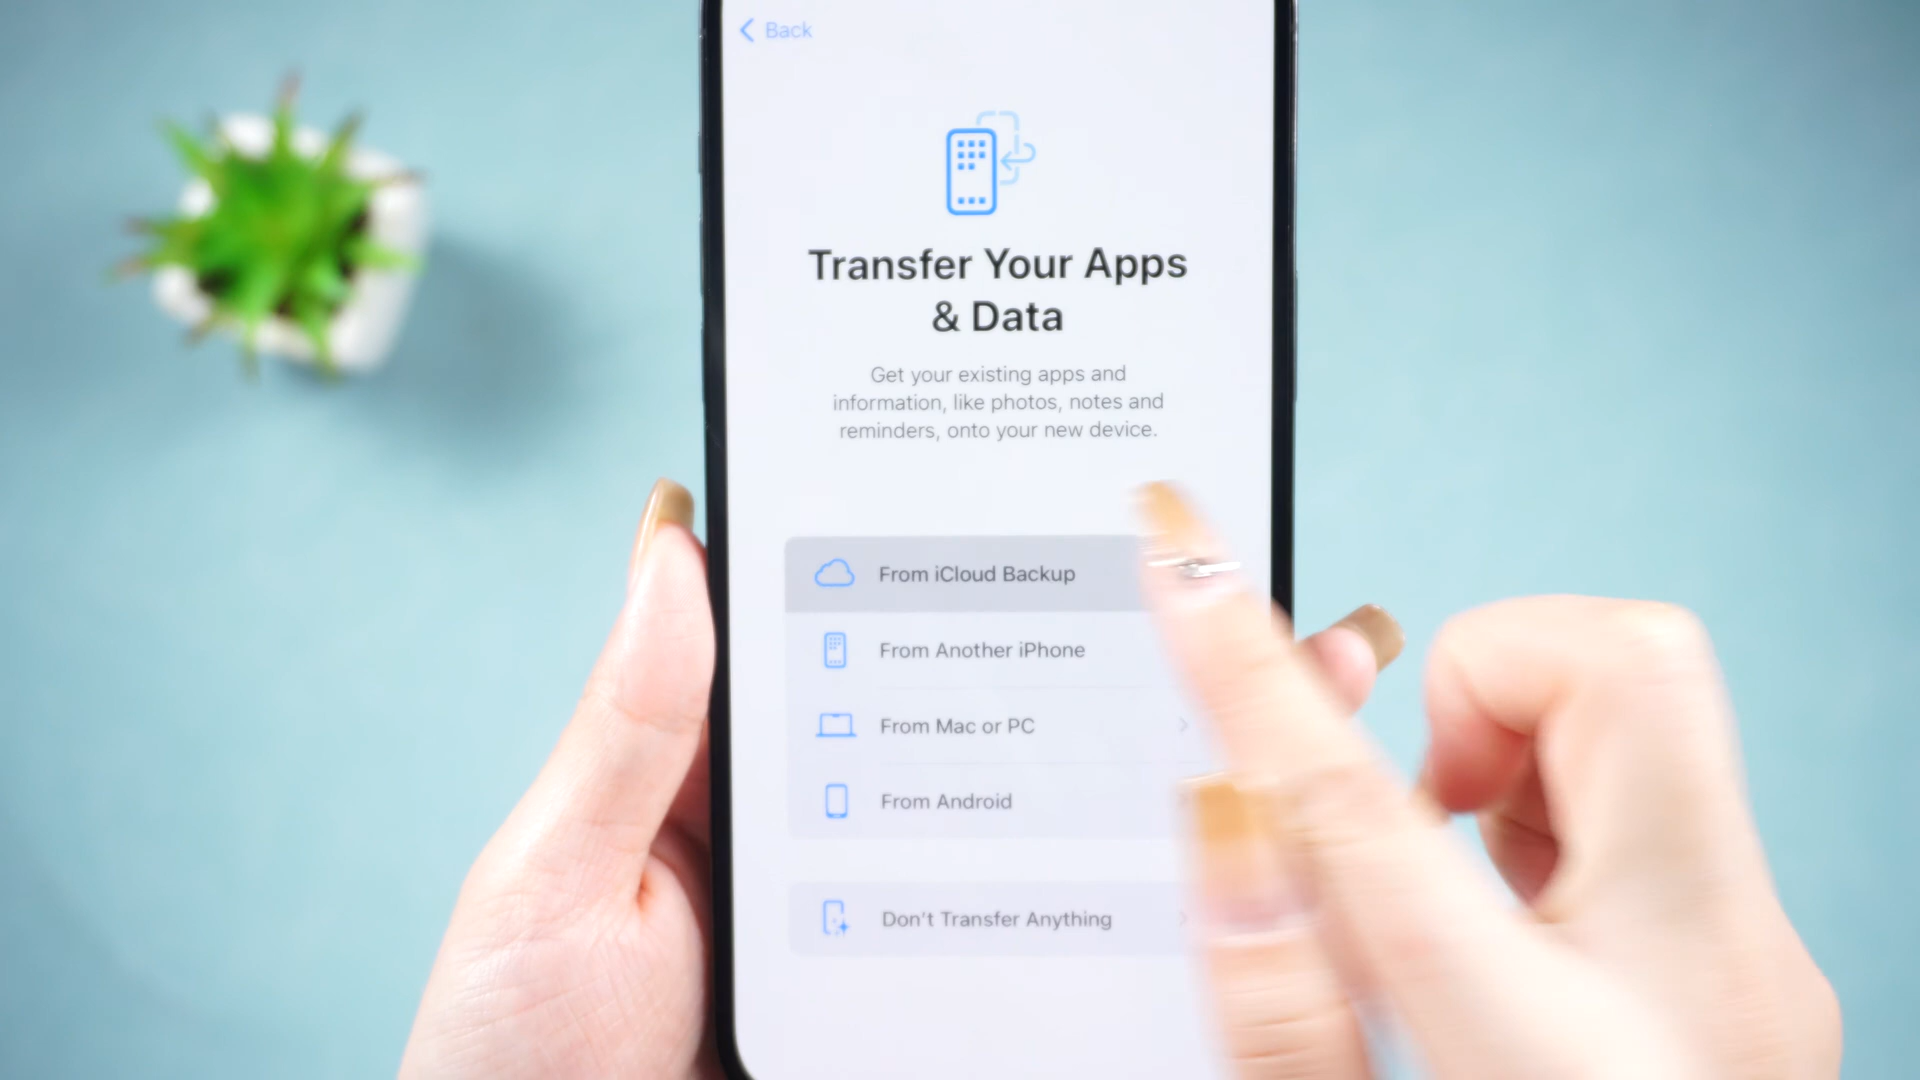 Back
Transfer Your Apps
& Data
Get your existing apps and
information, like photos, notes and
reminders, onto your new device.
From iCloud Backup
From Another iPhone
From Mac or PC
From Android
Don't Transfer Anything